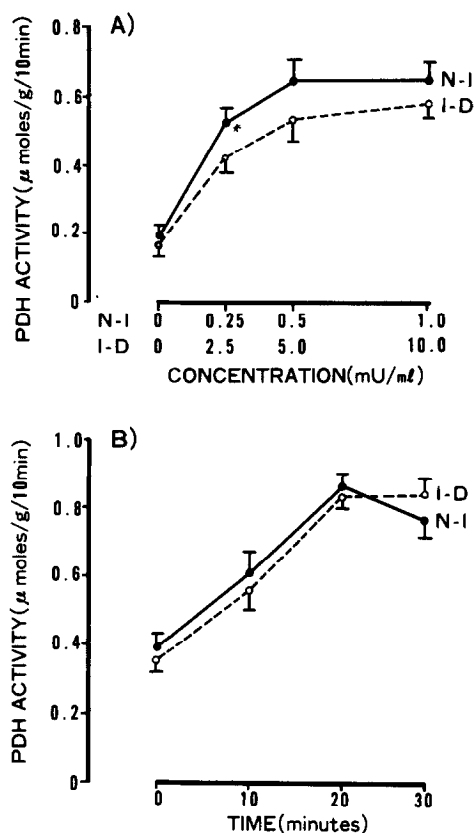 A)
PDH ACTIVITY(μ moles/g/10min)
0.8
0.6
0.4
0.2
0
N-I
I-D
*
N-I 0 0.25 0.5 1.0
I-D 0 2.5 5.0 10.0
CONCENTRATION(mU/mℓ)
B)
PDH ACTIVITY(μ moles/g/10min)
1.0
0.8
0.6
0.4
0.2
0
I-D
N-I
0 10 20 30
TIME(minutes)